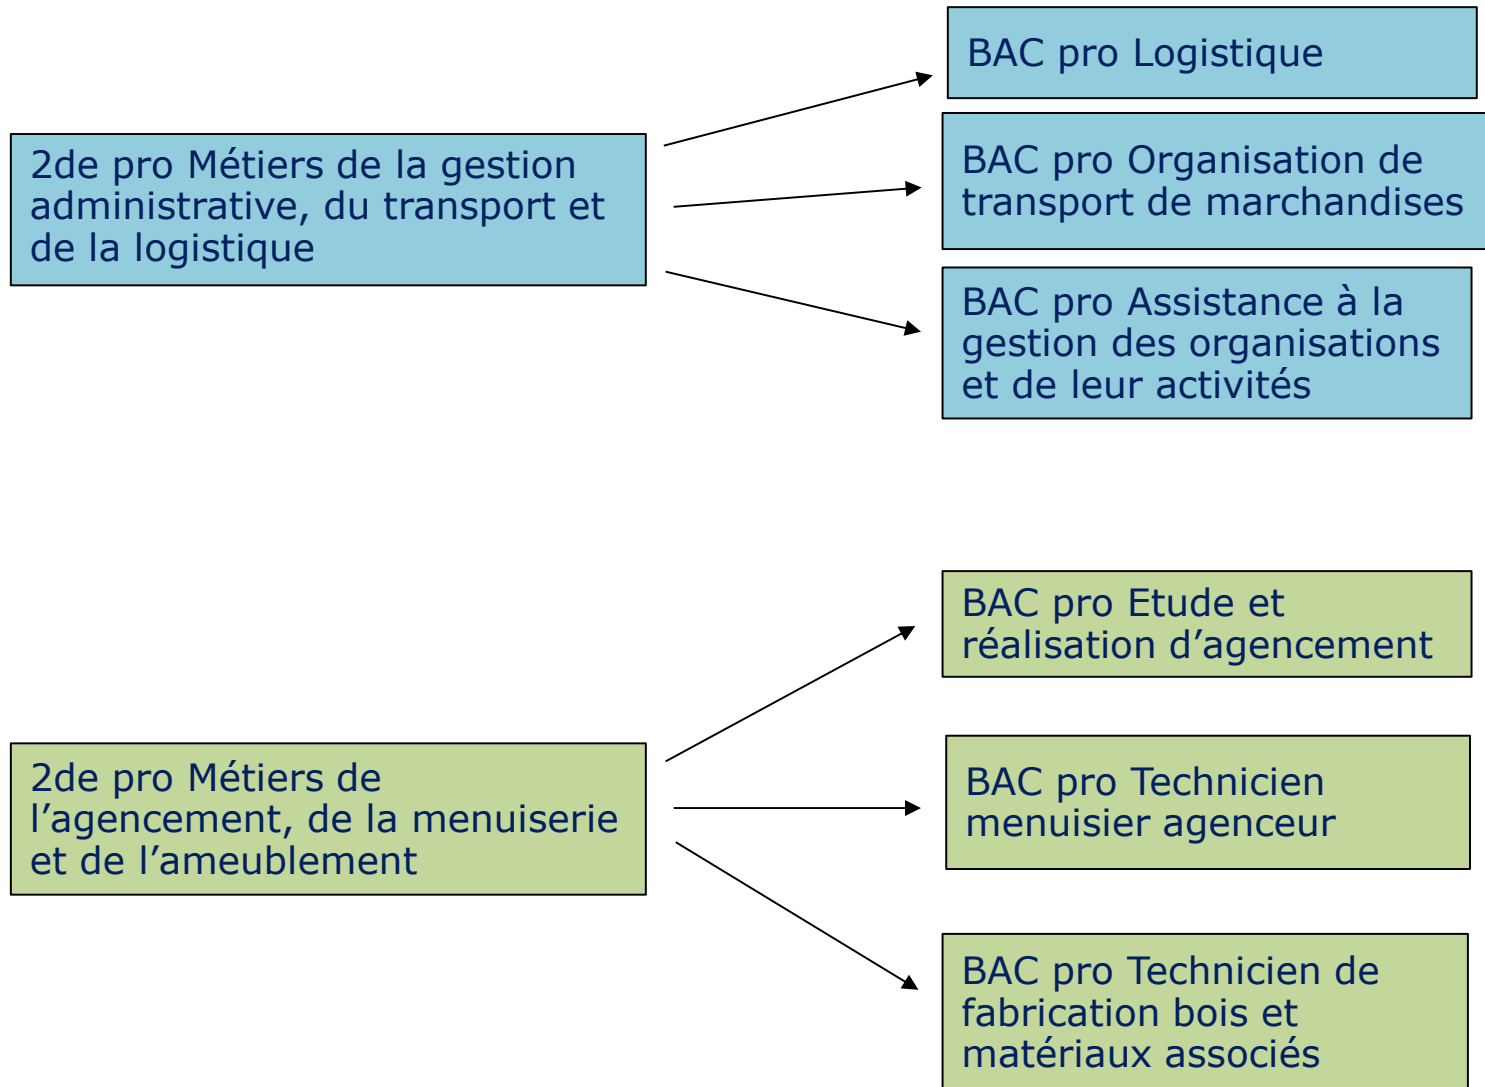 2de pro Métiers de la gestion
administrative, du transport et
de la logistique
BAC pro Logistique
BAC pro Organisation de
transport de marchandises
BAC pro Assistance à la
gestion des organisations
et de leur activités
2de pro Métiers de
l’agencement, de la menuiserie
et de l’ameublement
BAC pro Etude et
réalisation d’agencement
BAC pro Technicien
menuisier agenceur
BAC pro Technicien de
fabrication bois et
matériaux associés